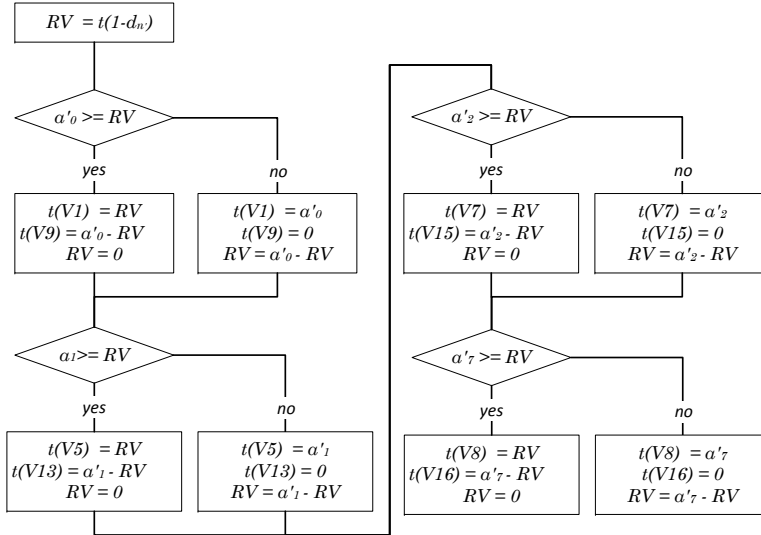 RV = t(1-dₙ')
a'₀ >= RV
yes
no
t(V1) = RV
t(V9) = a'₀ - RV
RV = 0
t(V1) = a'₀
t(V9) = 0
RV = a'₀ - RV
a₁>= RV
yes
no
t(V5) = RV
t(V13) = a'₁ - RV
RV = 0
t(V5) = a'₁
t(V13) = 0
RV = a'₁ - RV
a'₂ >= RV
yes
no
t(V7) = RV
t(V15) = a'₂ - RV
RV = 0
t(V7) = a'₂
t(V15) = 0
RV = a'₂ - RV
a'₇ >= RV
yes
no
t(V8) = RV
t(V16) = a'₇ - RV
RV = 0
t(V8) = a'₇
t(V16) = 0
RV = a'₇ - RV